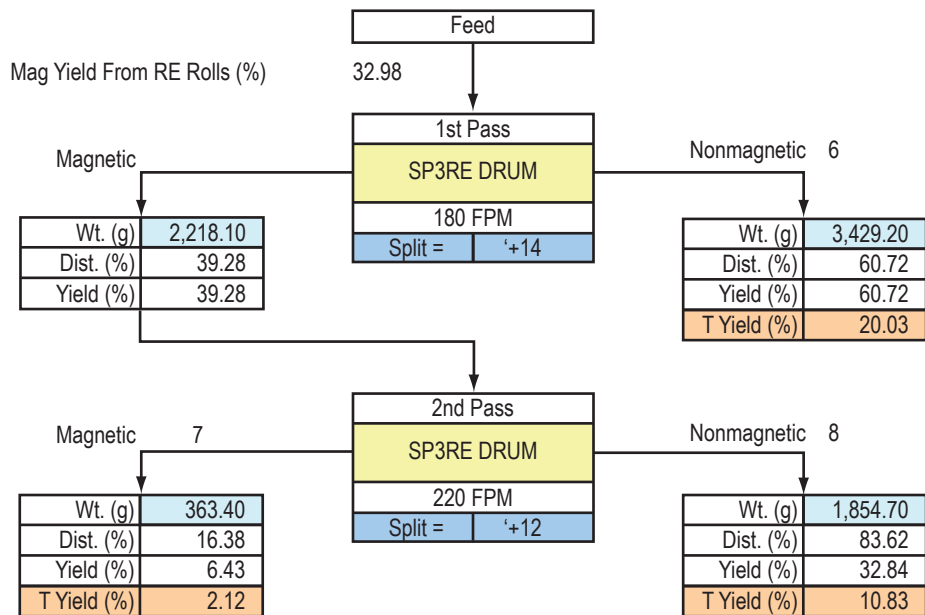 Feed
Mag Yield From RE Rolls (%) 32.98
1st Pass
Magnetic
SP3RE DRUM
Nonmagnetic 6
180 FPM
Split = ‘+14
Wt. (g) 2,218.10
Dist. (%) 39.28
Yield (%) 39.28
Wt. (g) 3,429.20
Dist. (%) 60.72
Yield (%) 60.72
T Yield (%) 20.03
2nd Pass
Magnetic 7
SP3RE DRUM
Nonmagnetic 8
220 FPM
Split = ‘+12
Wt. (g) 363.40
Dist. (%) 16.38
Yield (%) 6.43
T Yield (%) 2.12
Wt. (g) 1,854.70
Dist. (%) 83.62
Yield (%) 32.84
T Yield (%) 10.83